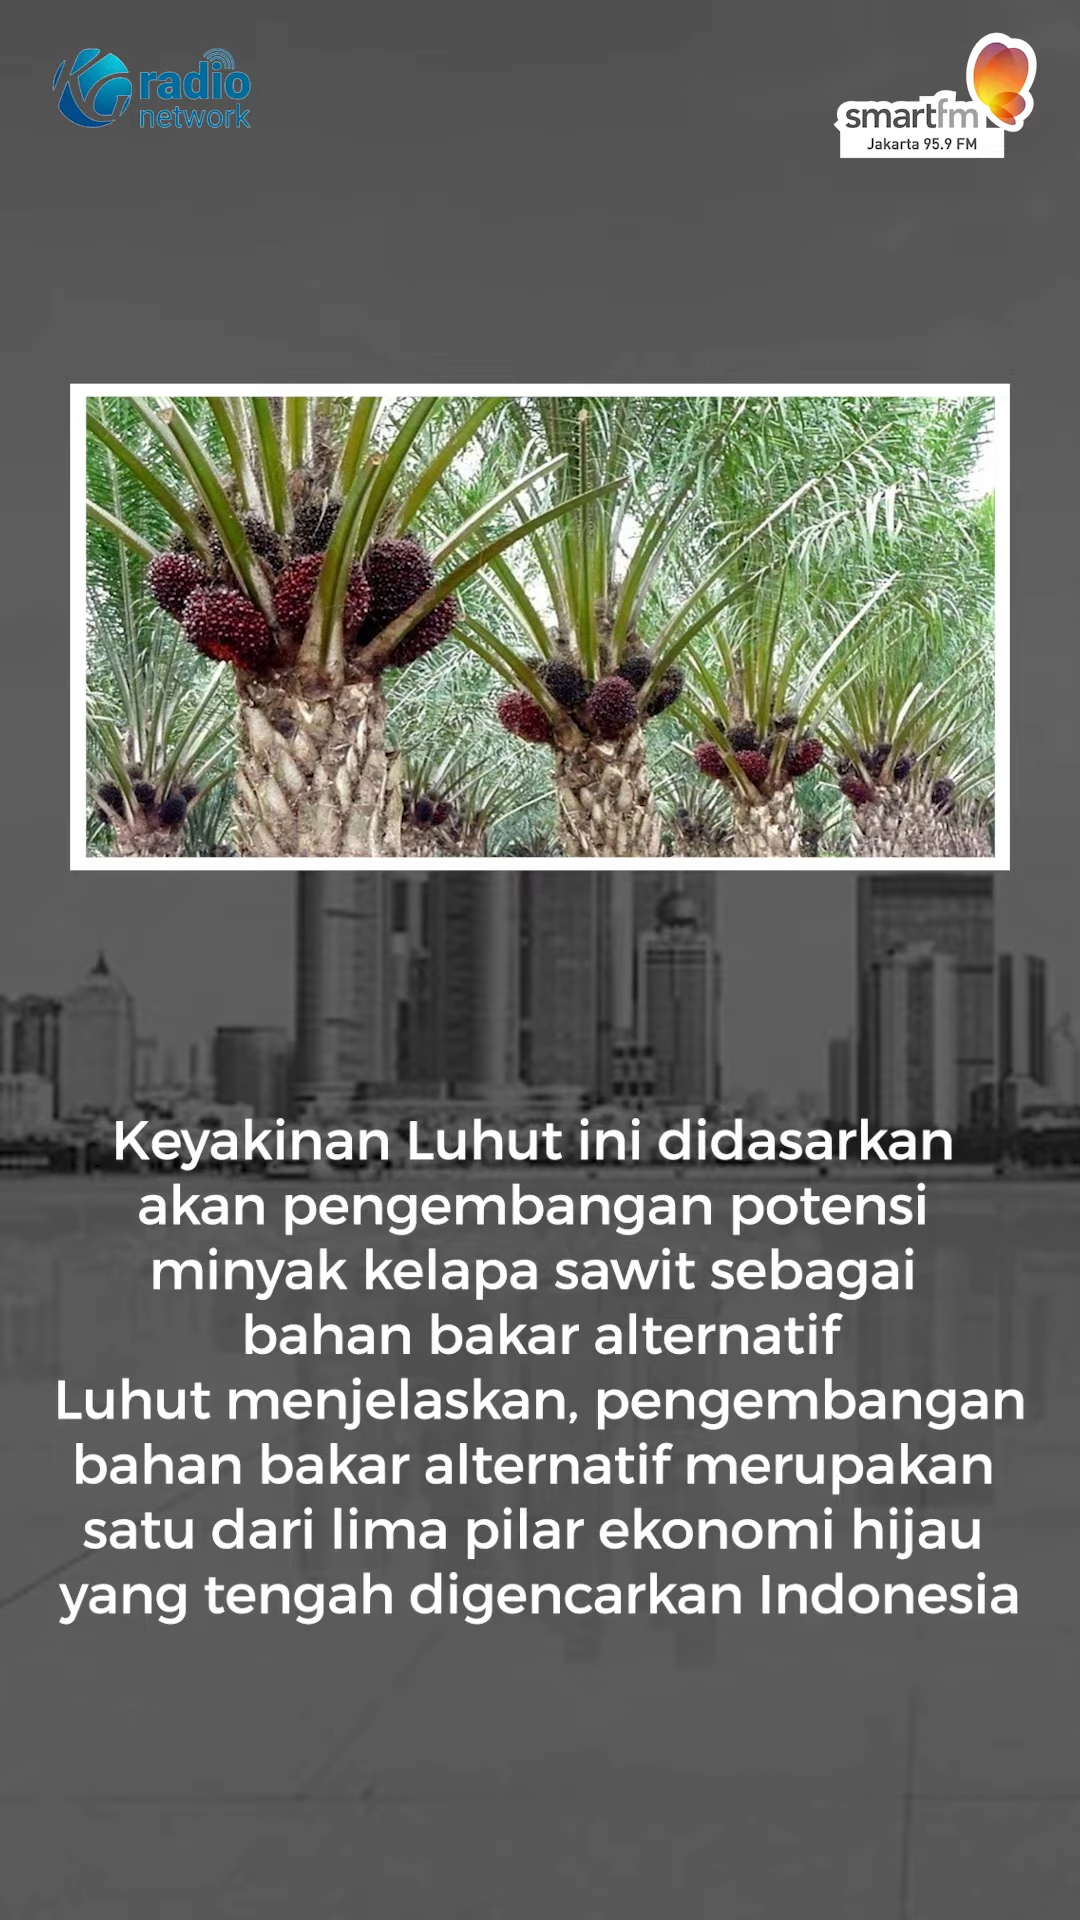 radio
network
smartfm
Jakarta 95.9 FM
Keyakinan Luhut ini didasarkan
akan pengembangan potensi
minyak kelapa sawit sebagai
bahan bakar alternatif
Luhut menjelaskan, pengembangan
bahan bakar alternatif merupakan
satu dari lima pilar ekonomi hijau
yang tengah digencarkan Indonesia